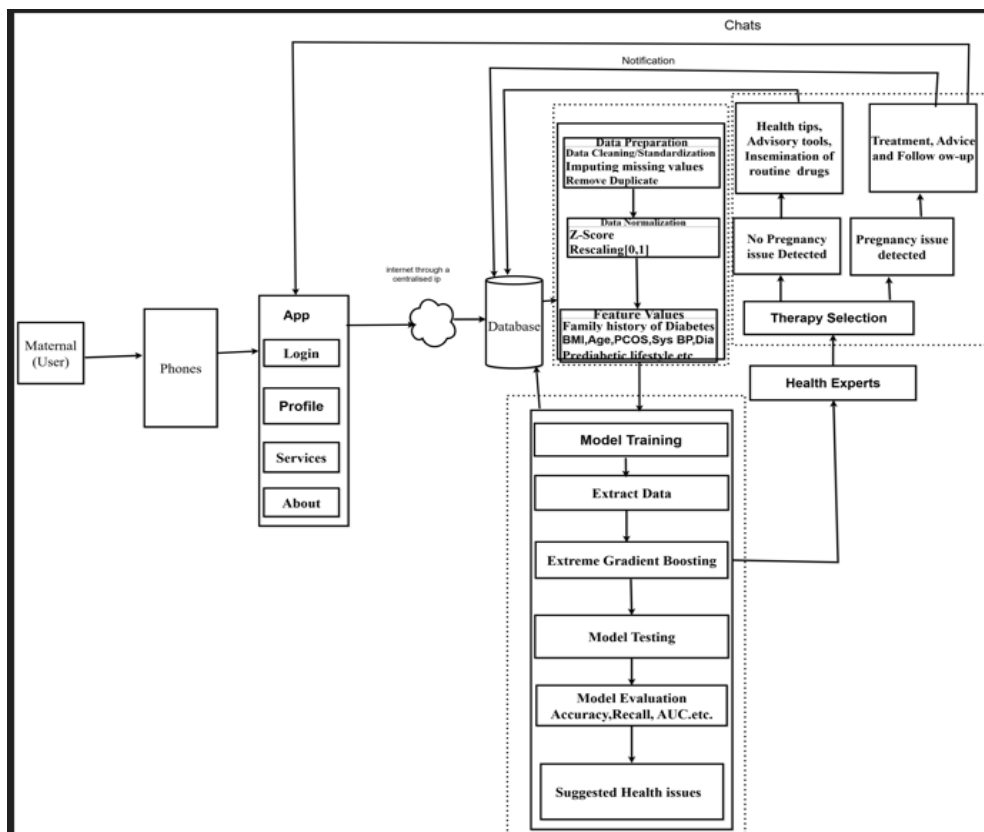 Chats
Notification
Data Preparation
Data Cleaning/Standardization
Imputing missing values
Remove Duplicate
Data Normalization
Z-Score
Rescaling[0,1]
Feature Values
Family history of Diabetes
BMI,Age,PCOS,Sys BP,Dia
Prediabetic lifestyle etc
Health tips,
Advisory tools,
Insemination of
routine drugs
Treatment, Advice
and Follow ow-up
No Pregnancy
issue Detected
Pregnancy issue
detected
Therapy Selection
Health Experts
internet through a
centralised ip
Database
Maternal
(User)
Phones
App
Login
Profile
Services
About
Model Training
Extract Data
Extreme Gradient Boosting
Model Testing
Model Evaluation
Accuracy,Recall, AUC.etc.
Suggested Health issues